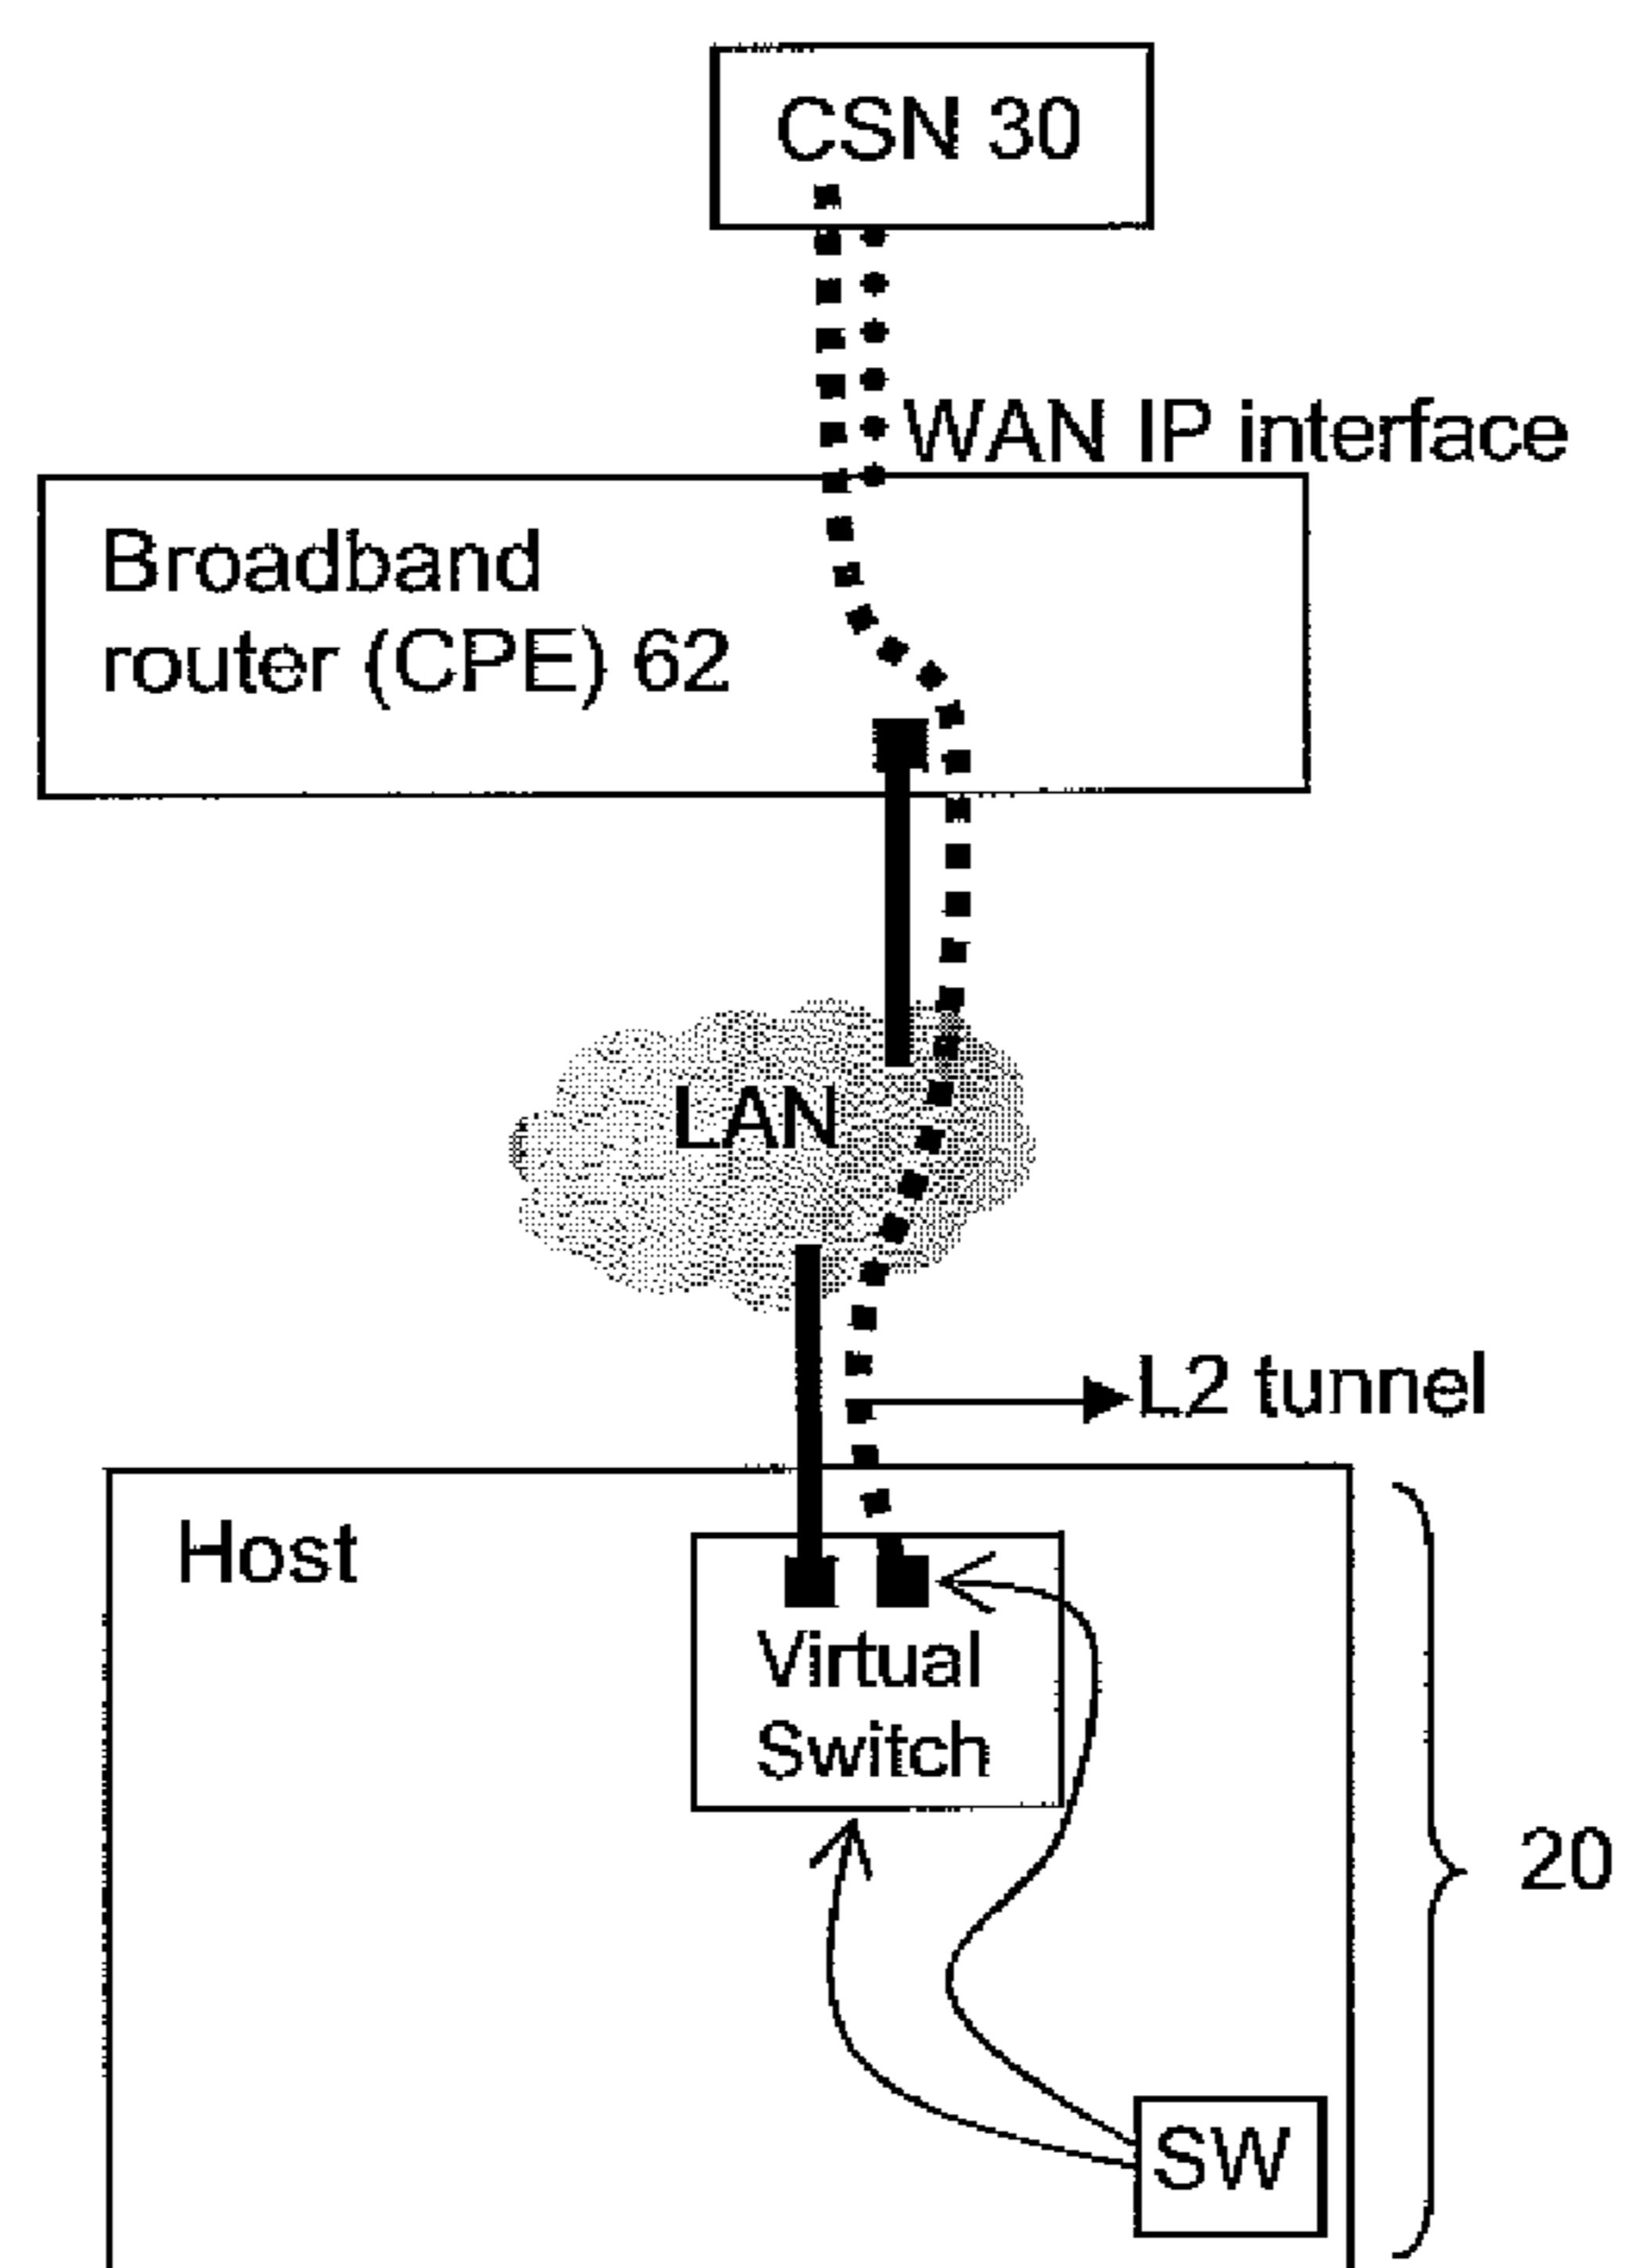 CSN 30
WAN IP interface
Broadband
router (CPE) 62
LAN
L2 tunnel
Host
Virtual
Switch
20
SW